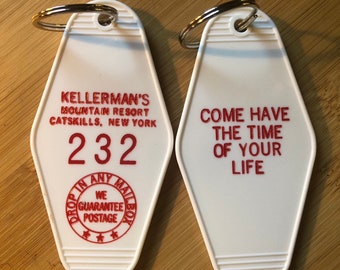 KELLERMAN'S
MOUNTAIN RESORT
CATSKILLS, NEW YORK
232
DROP IN ANY MAILBOX
WE
GUARANTEE
POSTAGE
COME HAVE
THE TIME
OF YOUR
LIFE